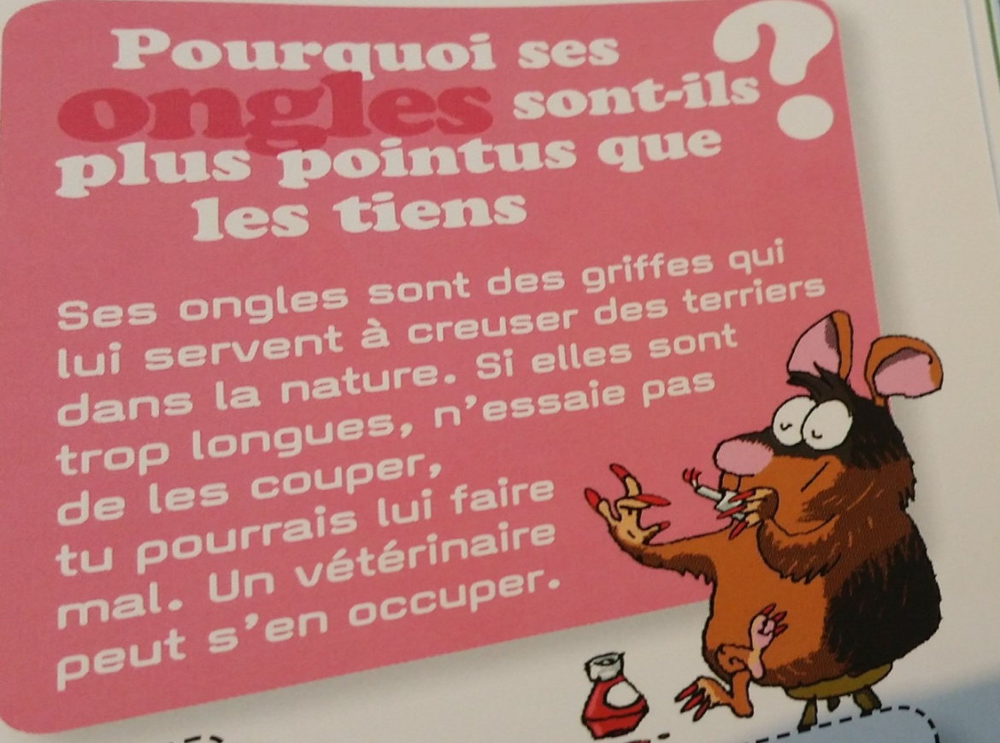 Pourquoi ses
ongles sont-ils
plus pointus que
les tiens ?
Ses ongles sont des griffes qui
lui servent à creuser des terriers
dans la nature. Si elles sont
trop longues, n'essaie pas
de les couper,
tu pourrais lui faire
mal. Un vétérinaire
peut s'en occuper.